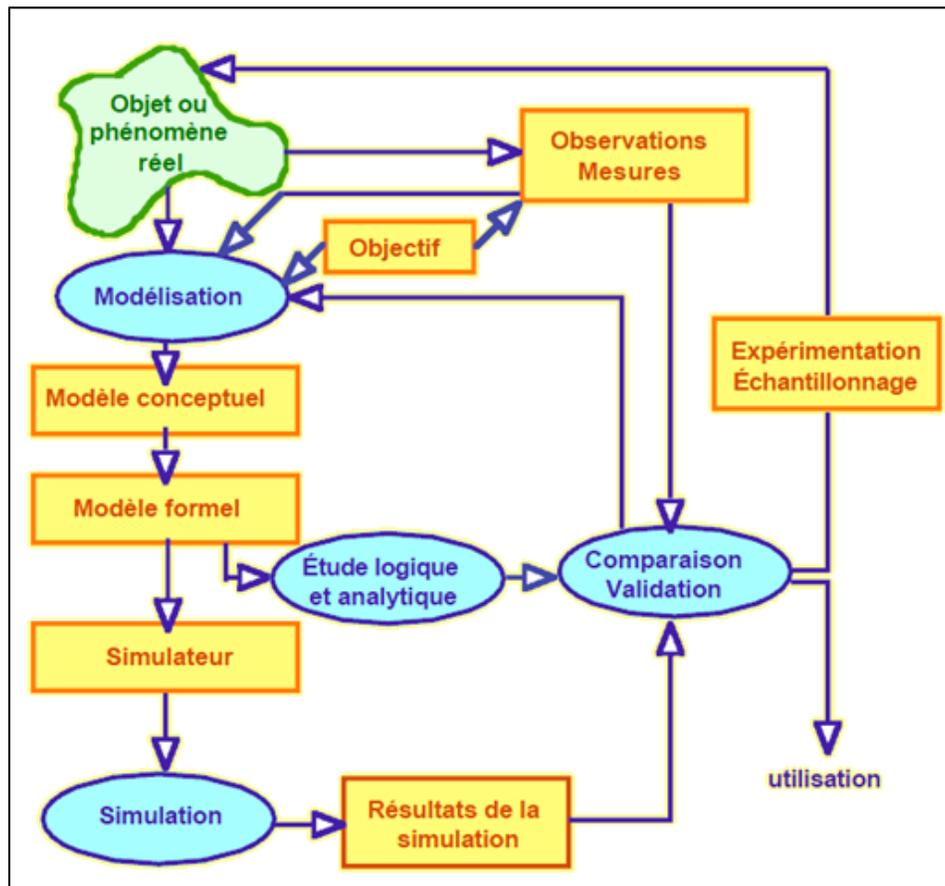 Objet ou
phénomène
réel
Observations
Mesures
Objectif
Modélisation
Expérimentation
Échantillonnage
Modèle conceptuel
Modèle formel
Étude logique
et analytique
Comparaison
Validation
Simulateur
Simulation
Résultats de la
simulation
utilisation